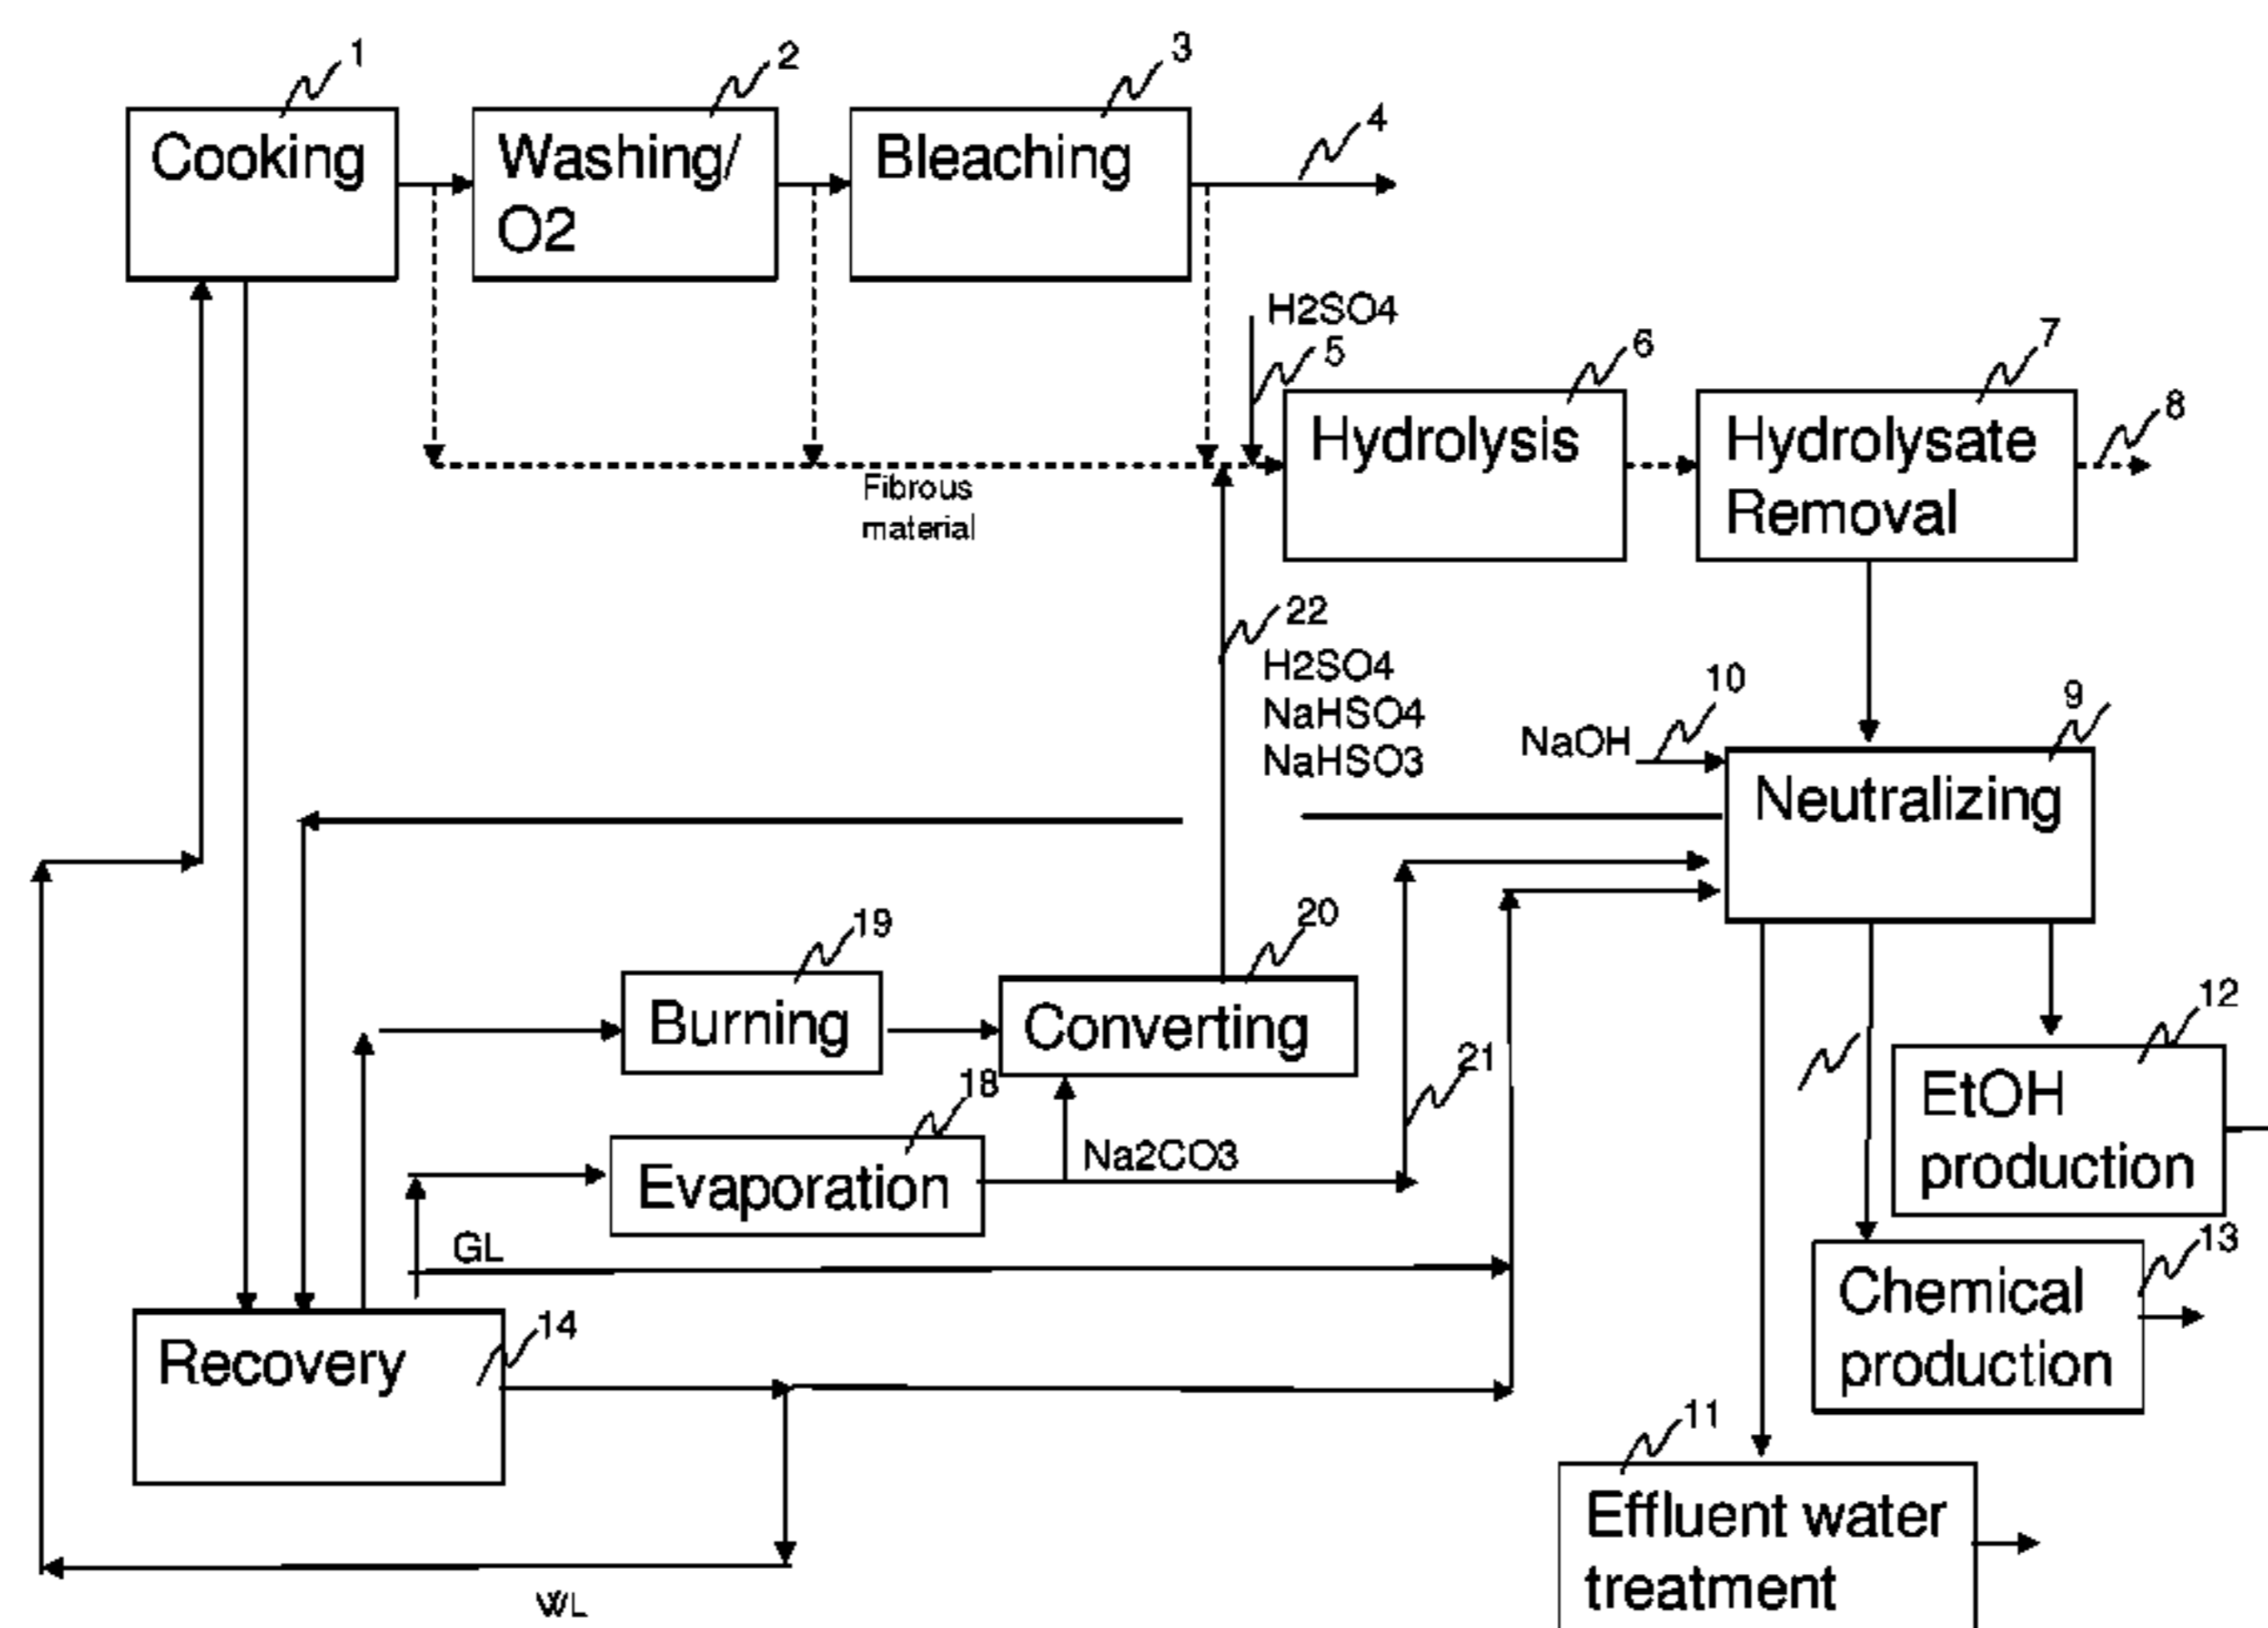 1
2
3
Cooking
Washing/
O2
Bleaching
4
H2SO4
5
6
7
8
Hydrolysis
Hydrolysate
Removal
Fibrous
material
22
H2SO4
NaHSO4
NaHSO3
10
9
NaOH
Neutralizing
19
20
Burning
Converting
12
21
18
EtOH
production
Evaporation
Na2CO3
GL
13
Chemical
production
14
Recovery
11
Effluent water
treatment
WL